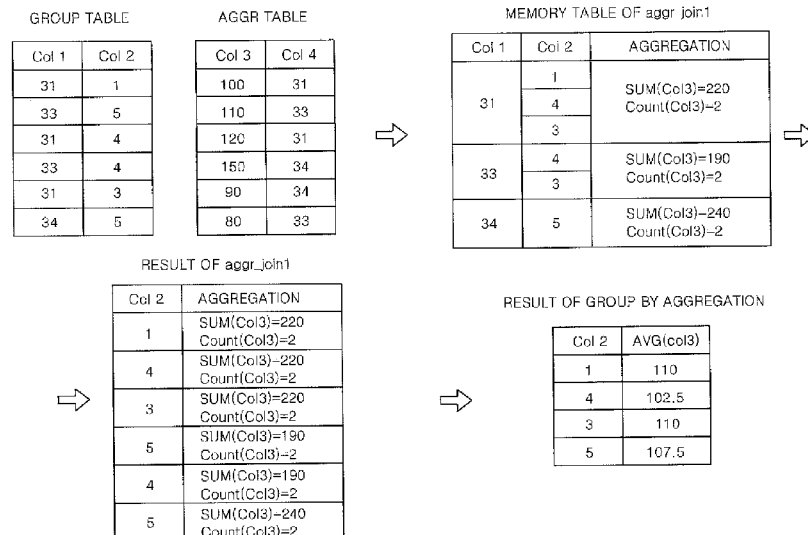 GROUP TABLE
Col 1 Col 2
31 1
33 5
31 4
33 4
31 3
34 5
AGGR TABLE
Col 3 Col 4
100 31
110 33
120 31
150 34
90 34
80 33
MEMORY TABLE OF aggr_join1
Col 1 Col 2 AGGREGATION
31
1
4
3
SUM(Col3)=220
Count(Col3)=2
33
4
3
SUM(Col3)=190
Count(Col3)=2
34 5
SUM(Col3)=240
Count(Col3)=2
RESULT OF aggr_join1
Col 2 AGGREGATION
1
SUM(Col3)=220
Count(Col3)=2
4
SUM(Col3)=220
Count(Col3)=2
3
SUM(Col3)=220
Count(Col3)=2
5
SUM(Col3)=190
Count(Col3)=2
4
SUM(Col3)=190
Count(Col3)=2
5
SUM(Col3)=240
Count(Col3)=2
RESULT OF GROUP BY AGGREGATION
Col 2 AVG(col3)
1 110
4 102.5
3 110
5 107.5